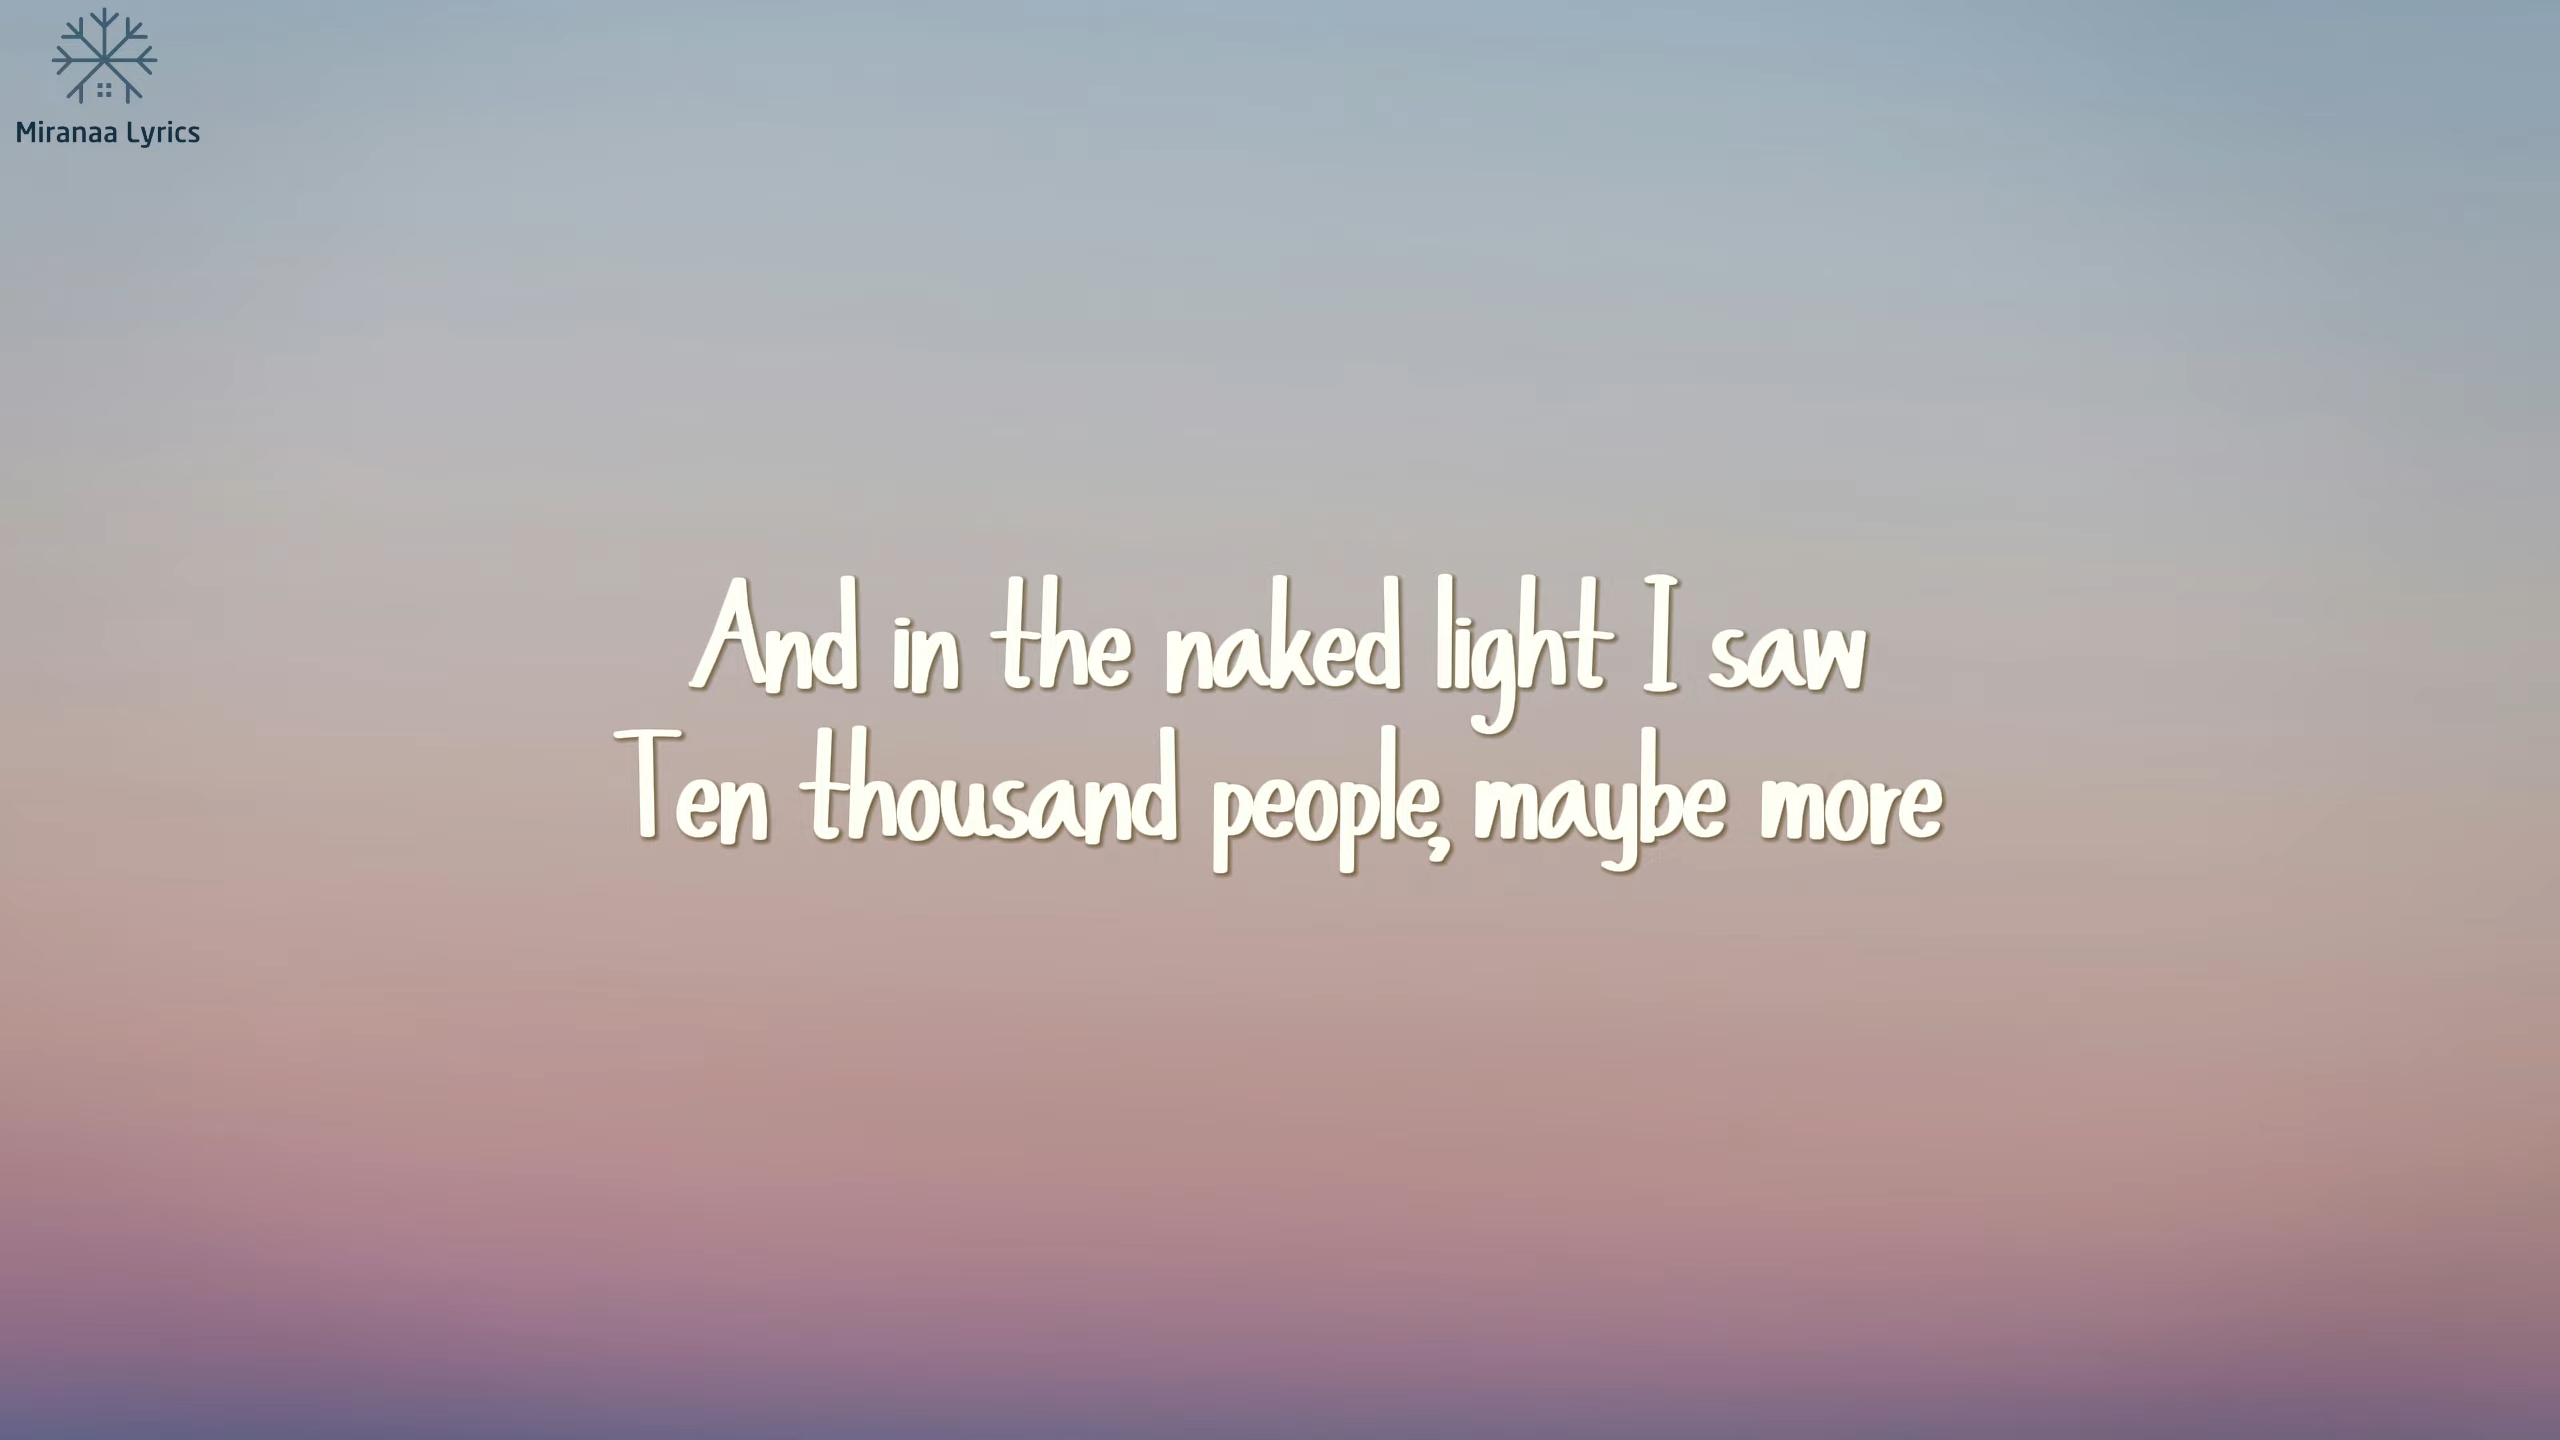 Miranaa Lyrics
And in the naked light I saw
Ten thousand people, maybe more